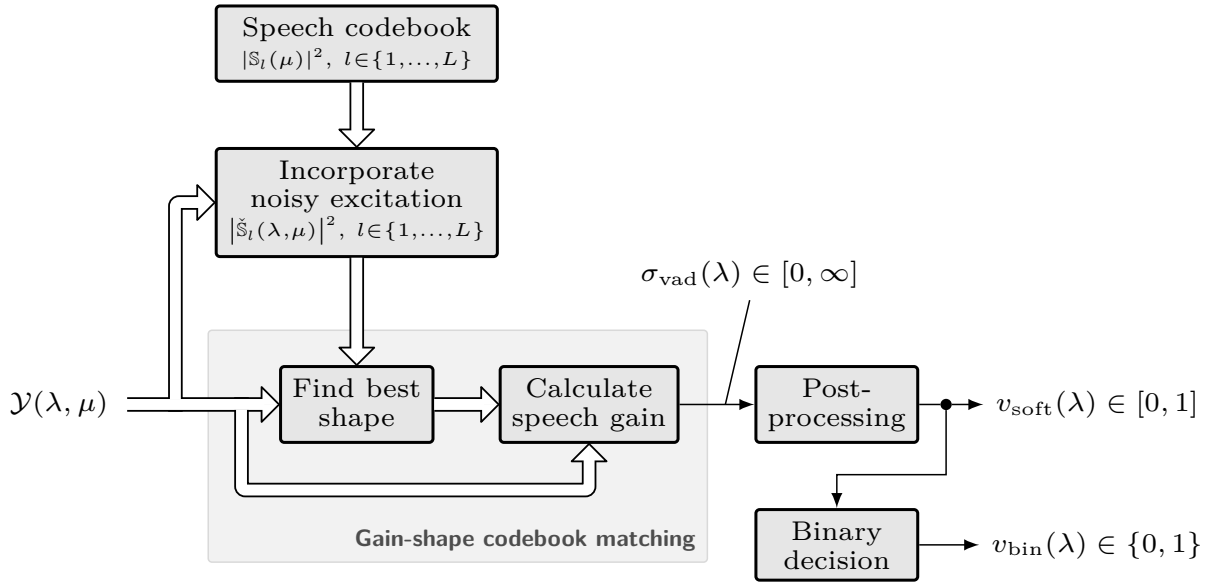 Speech codebook
|𝕊_l(μ)|², l∈{1,...,L}
Incorporate
noisy excitation
|𝕊̌_l(λ,μ)|², l∈{1,...,L}
σ_vad(λ) ∈ [0, ∞]
𝒴(λ, μ)
Find best
shape
Calculate
speech gain
Post-
processing
v_soft(λ) ∈ [0, 1]
Gain-shape codebook matching
Binary
decision
v_bin(λ) ∈ {0, 1}